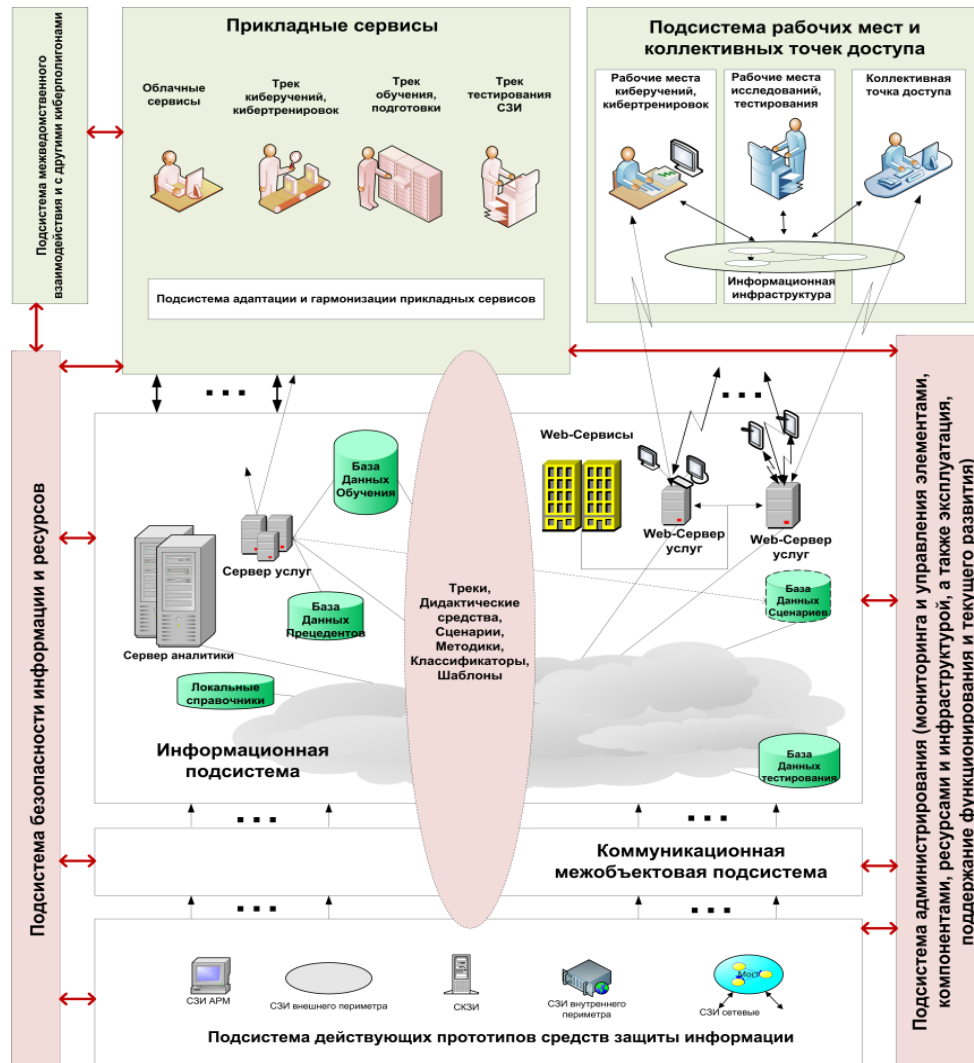 Подсистема межведомственного
взаимодействия и с другими киберполигонами
Прикладные сервисы
Облачные
сервисы
Трек
киберучений,
кибертренировок
Трек
обучения,
подготовки
Трек
тестирования
СЗИ
Подсистема адаптации и гармонизации прикладных сервисов
Подсистема рабочих мест и
коллективных точек доступа
Рабочие места
киберучений,
кибертренировок
Рабочие места
исследований,
тестирования
Коллективная
точка доступа
Информационная
инфраструктура
Подсистема безопасности информации и ресурсов
База
Данных
Обучения
Сервер услуг
База
Данных
Прецедентов
Сервер аналитики
Локальные
справочники
Информационная
подсистема
Треки,
Дидактические
средства,
Сценарии,
Методики,
Классификаторы,
Шаблоны
Web-Сервисы
Web-Сервер
услуг
Web-Сервер
услуг
База
Данных
Сценариев
База
Данных
тестирования
Коммуникационная
межобъектовая подсистема
СЗИ АРМ
СЗИ внешнего периметра
СКЗИ
СЗИ внутреннего
периметра
Мост
СЗИ сетевые
Подсистема действующих прототипов средств защиты информации
Подсистема администрирования (мониторинга и управления элементами,
компонентами, ресурсами и инфраструктурой, а также эксплуатация,
поддержание функционирования и текущего развития)